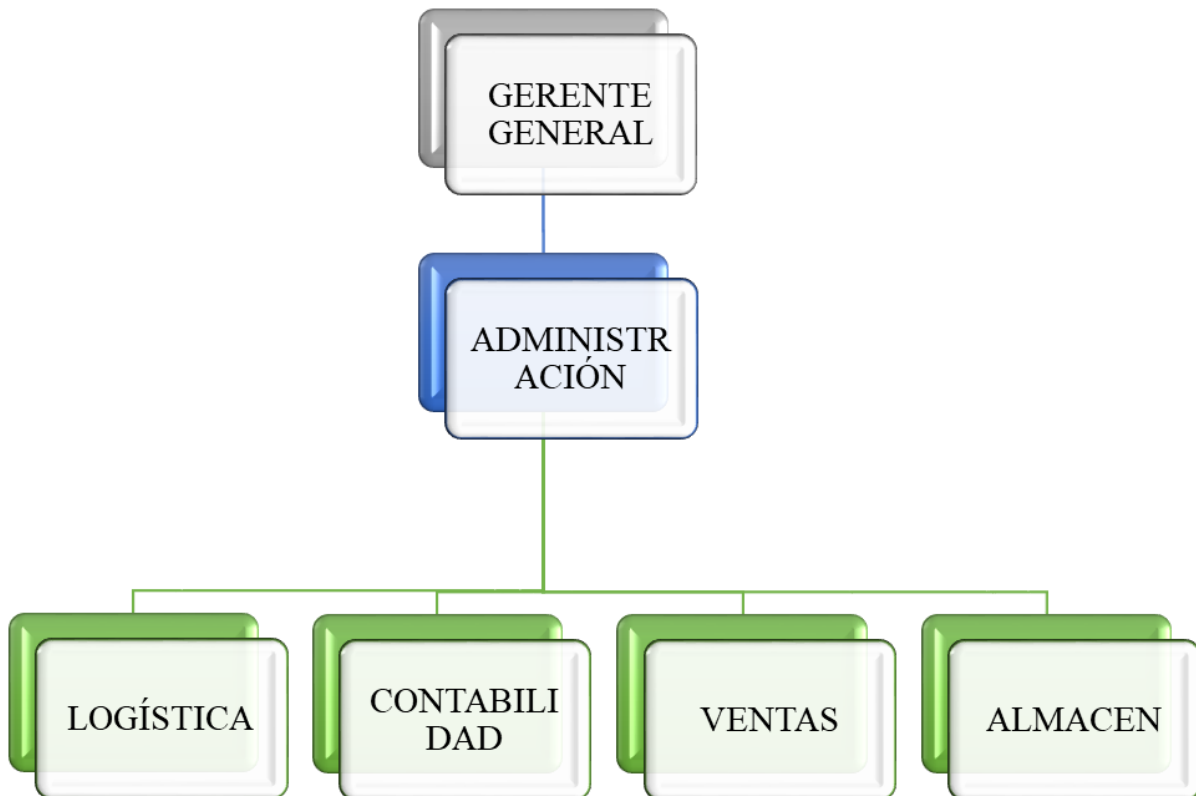 GERENTE
GENERAL
ADMINISTR
ACIÓN
LOGÍSTICA
CONTABILI
DAD
VENTAS
ALMACEN